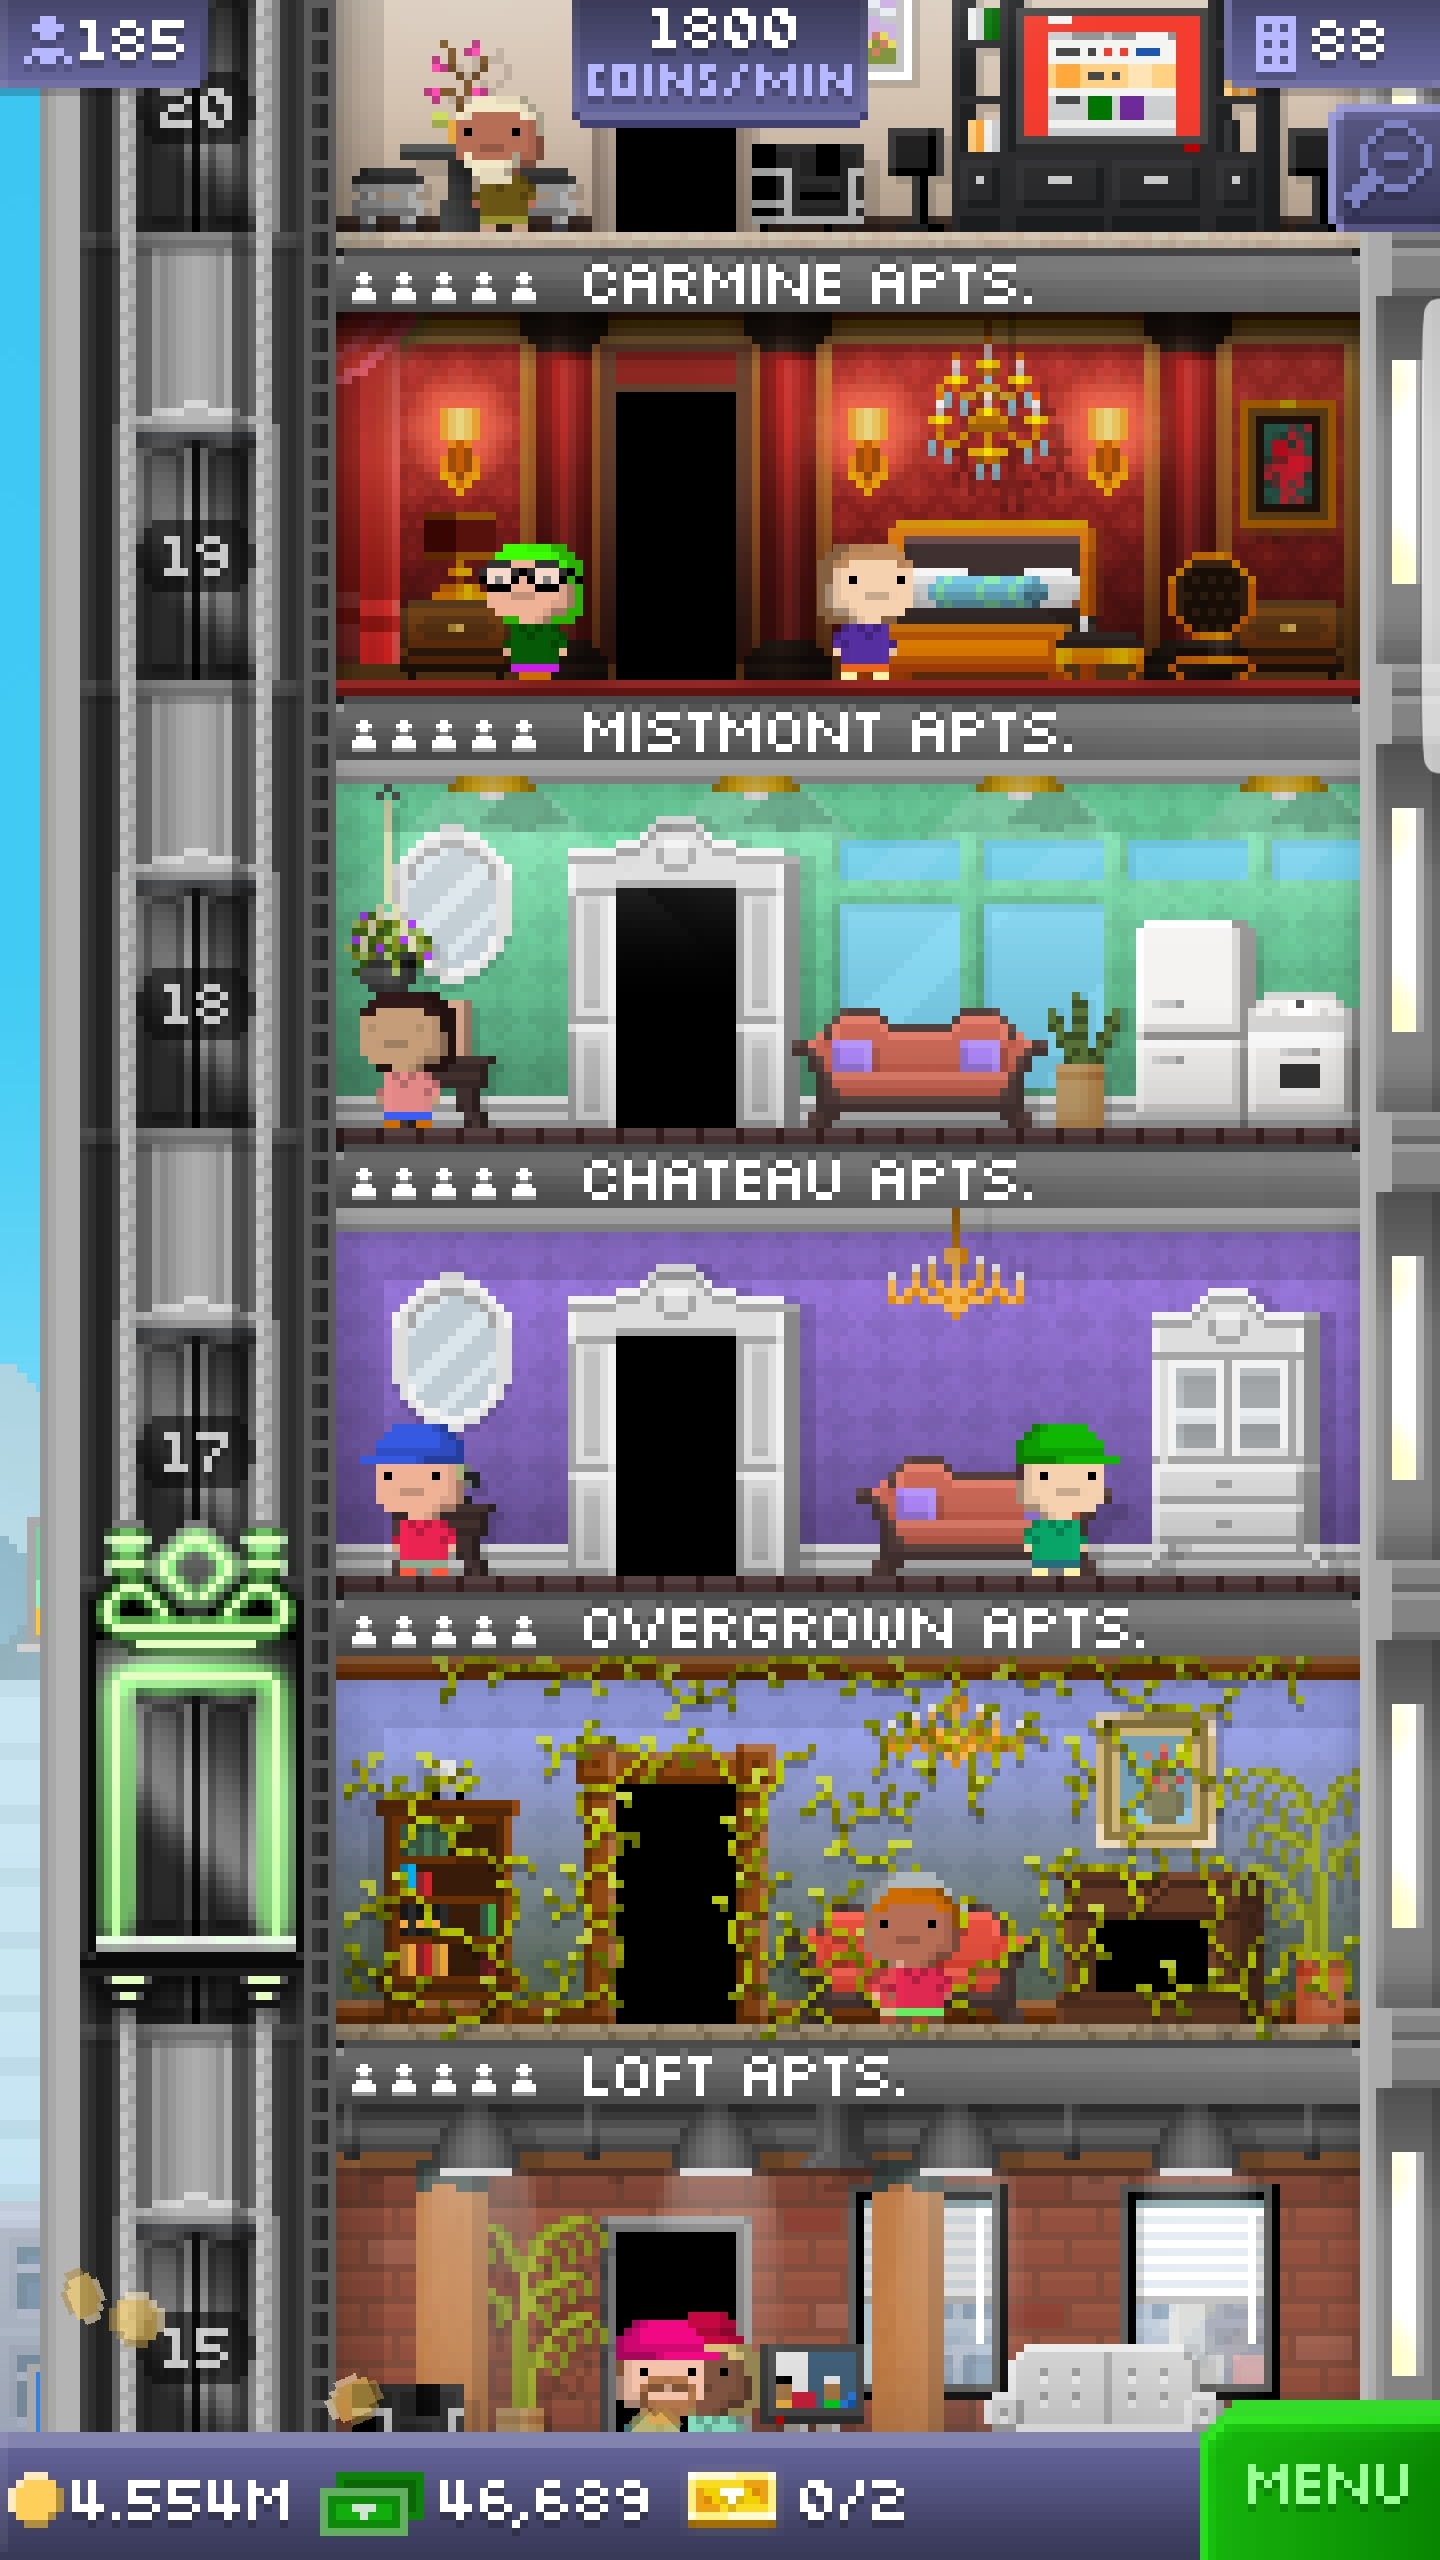 185
1800
COINS/MIN
88
20
CARMINE APTS.
19
MISTMONT APTS.
18
CHATEAU APTS.
17
OVERGROWN APTS.
LOFT APTS.
15
4.554M
46,689
0/2
MENU